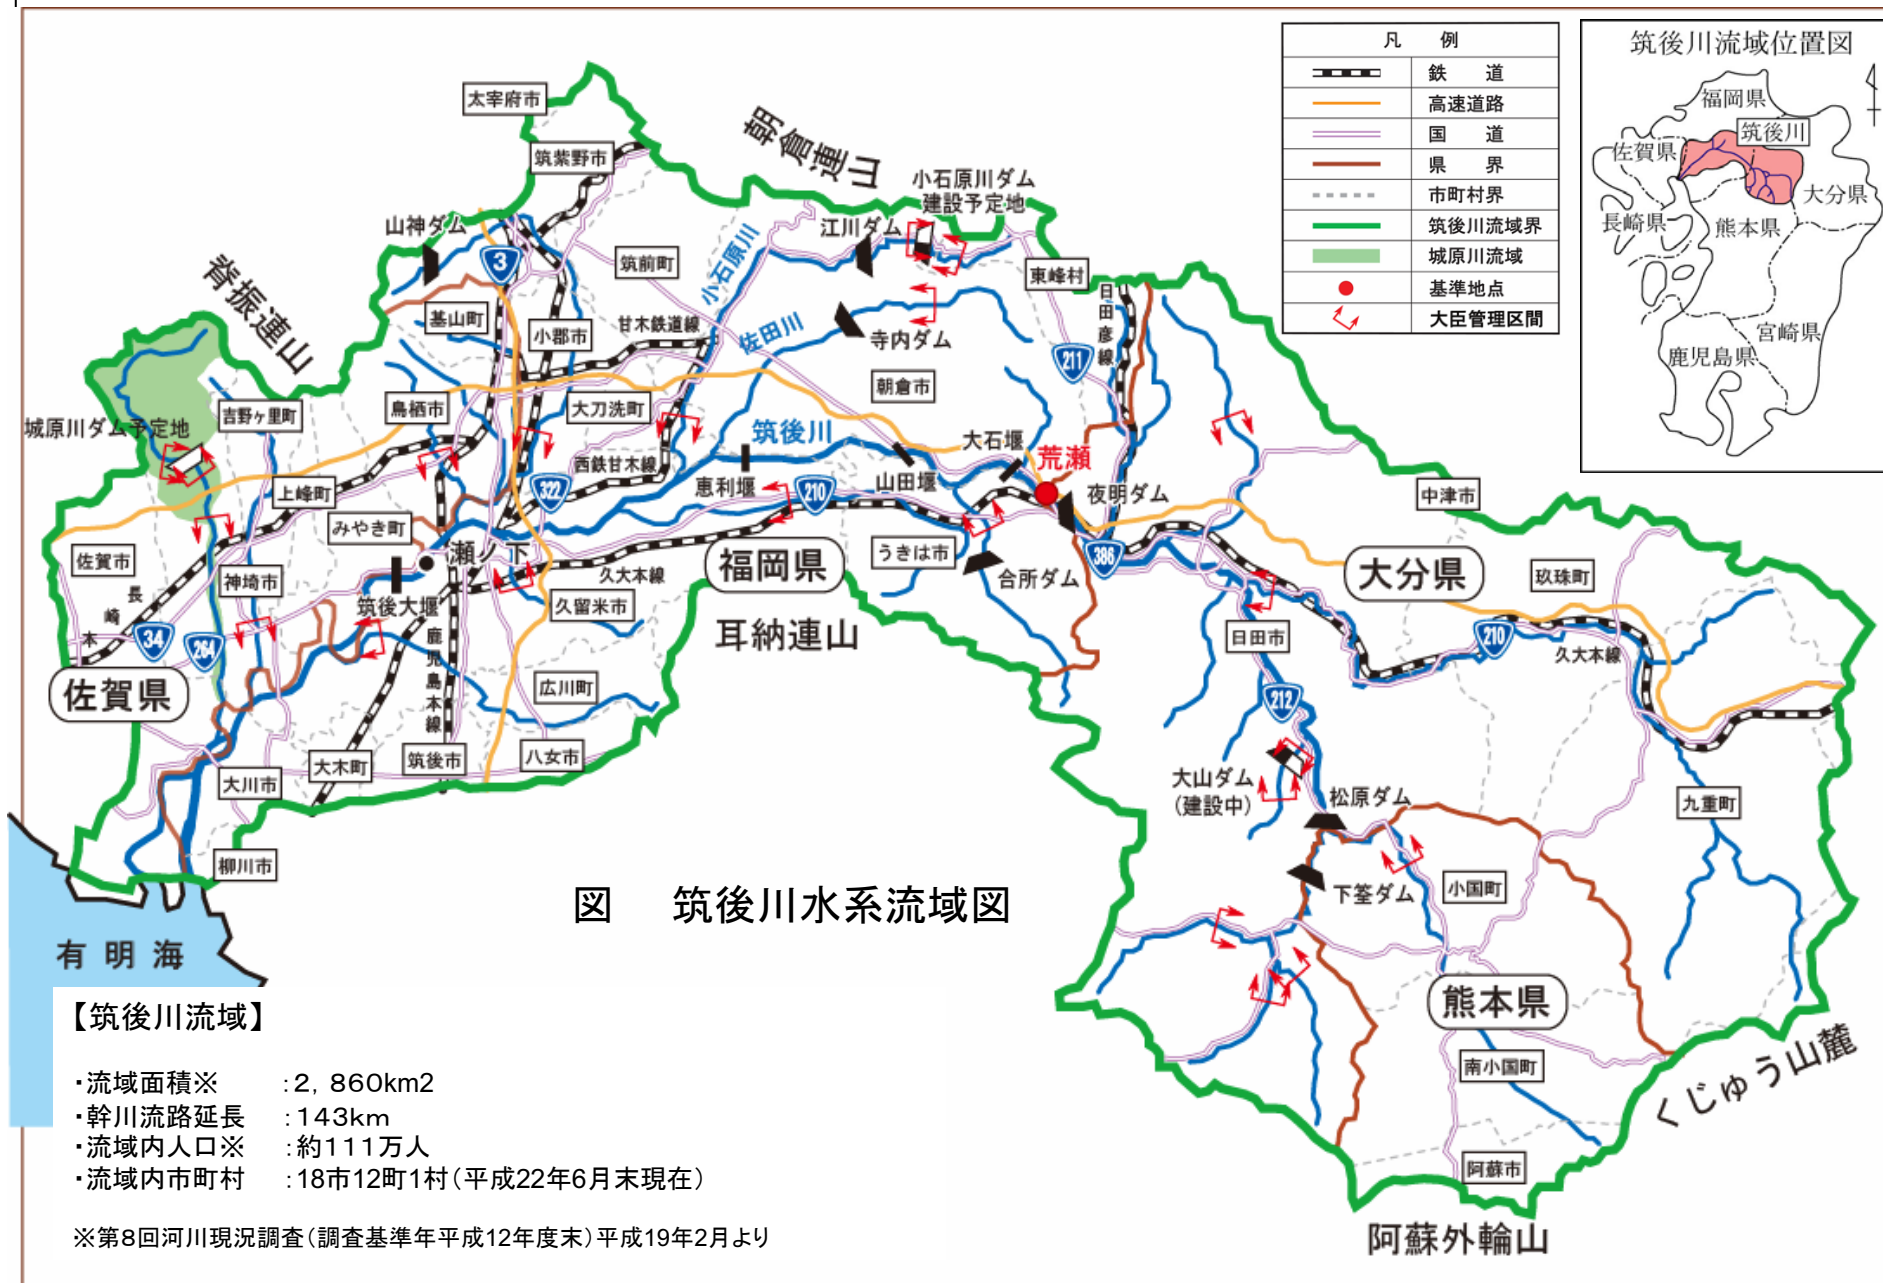 凡　例
鉄　道
高速道路
国　道
県　界
市町村界
筑後川流域界
城原川流域
基準地点
大臣管理区間
筑後川流域位置図
福岡県
筑後川
佐賀県
大分県
長崎県
熊本県
宮崎県
鹿児島県
太宰府市
筑紫野市
朝倉連山
小石原川ダム
建設予定地
山神ダム
江川ダム
小石原川
3
筑前町
東峰村
脊振連山
日田彦線
基山町
小郡市
甘木鉄道線
佐田川
寺内ダム
211
朝倉市
吉野ヶ里町
鳥栖市
大刀洗町
城原川ダム予定地
筑後川
大石堰
荒瀬
西鉄甘木線
恵利堰
山田堰
夜明ダム
中津市
上峰町
322
210
みやき町
佐賀市
瀬ノ下
福岡県
うきは市
386
大分県
玖珠町
神埼市
久大本線
合所ダム
長崎本
筑後大堰
久留米市
34
264
鹿児島本線
耳納連山
日田市
210
久大本線
佐賀県
広川町
212
大川市
大木町
筑後市
八女市
大山ダム
(建設中)
松原ダム
九重町
柳川市
下筌ダム
小国町
図　筑後川水系流域図
有明海
熊本県
【筑後川流域】
・流域面積※　：2，860km2
・幹川流路延長　：143km
・流域内人口※　：約111万人
・流域内市町村　：18市12町1村（平成22年6月末現在）
※第8回河川現況調査（調査基準年平成12年度末）平成19年2月より
南小国町
くじゅう山麓
阿蘇市
阿蘇外輪山